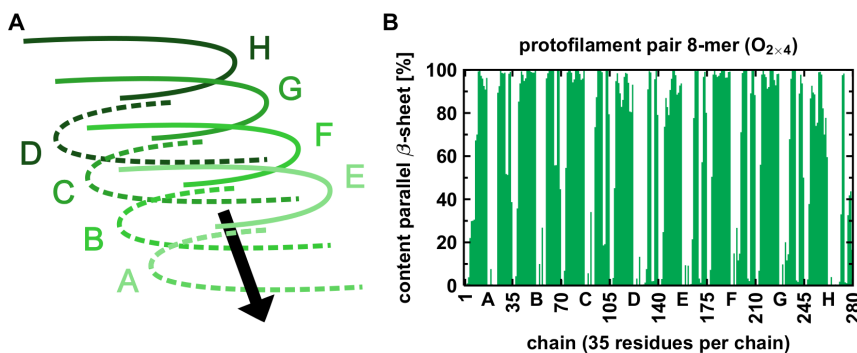 A
H
G
F
E
D
C
B
A
B
protofilament pair 8-mer (O2×4)
content parallel β-sheet [%]
100
80
60
40
20
0
1 A 35 B 70 C 105 D 140 E 175 F 210 G 245 H 280
chain (35 residues per chain)